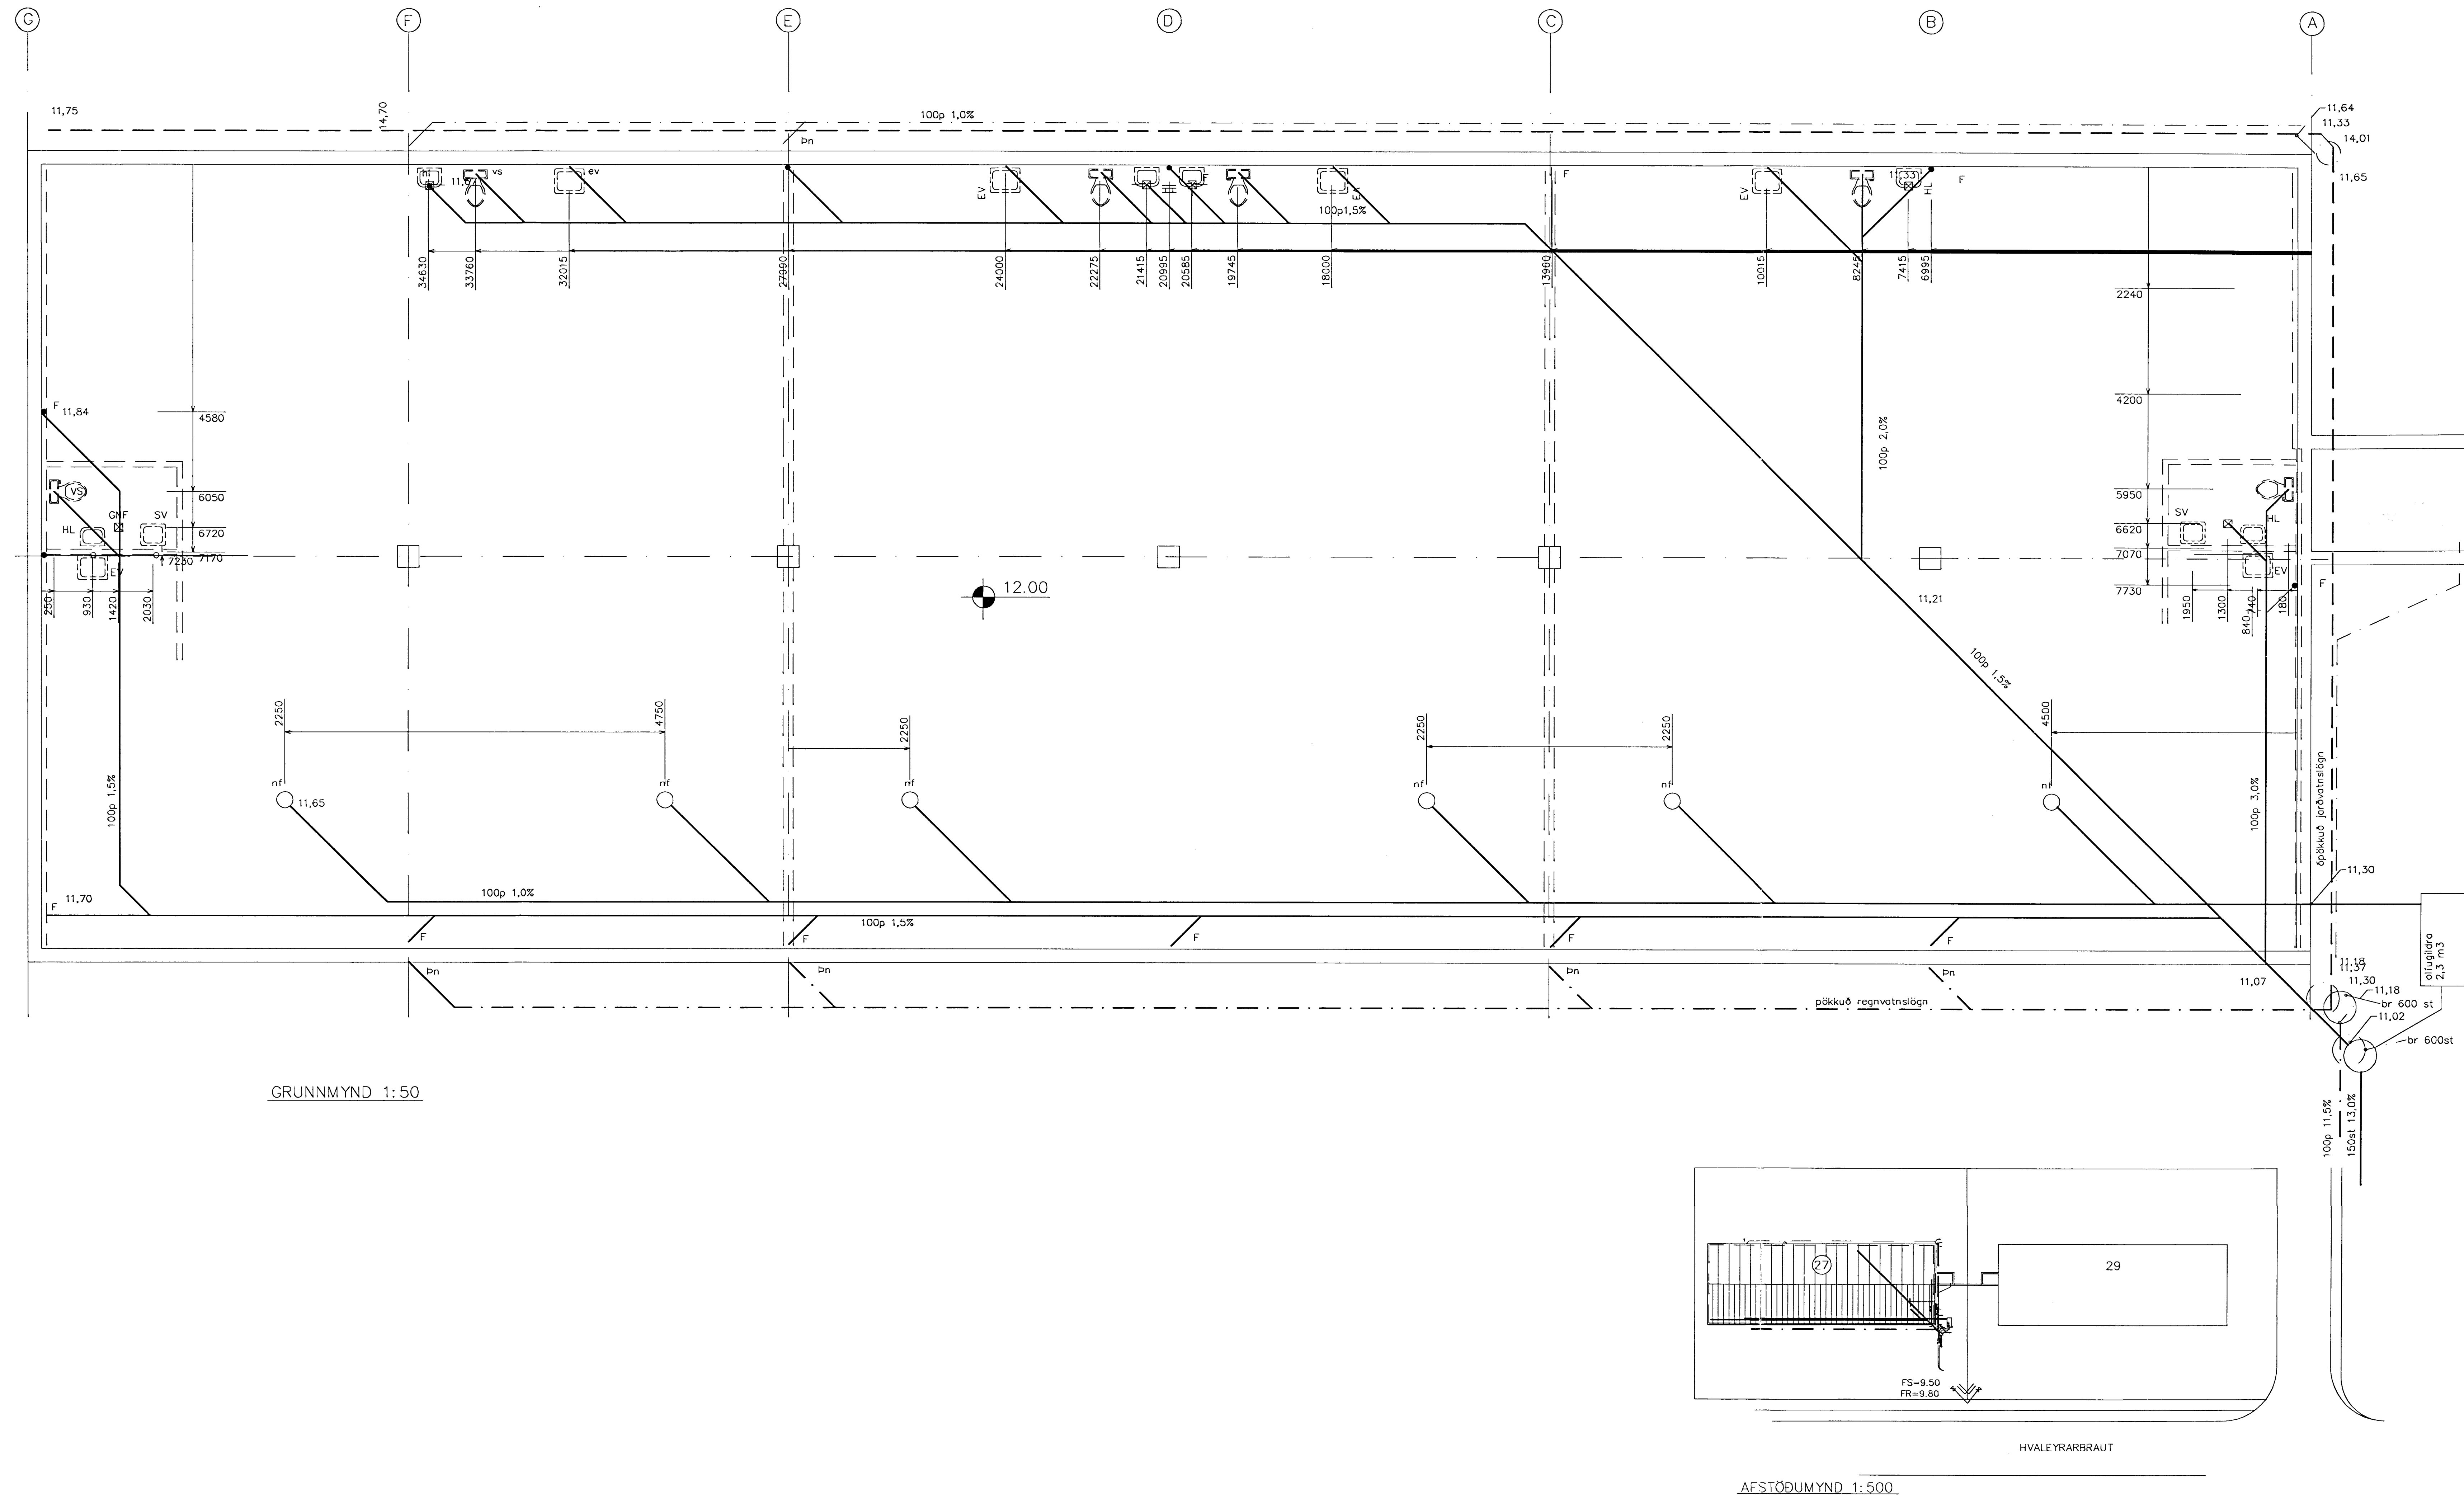 G
F
E
D
C
B
A
11,75
14,70
100p 1,0%
Þn
11,64
11,33
14,01
11,65
hl
vs
ev
EV
F
EV
100p1,5%
F
EV
11,33
HL
F
34630
33760
32015
27990
24000
22275
21415
20995
20585
19745
18000
13960
10015
7415
6995
2240
4200
5950
6620
7070
7730
F
11,84
4580
6050
6720
7170
7230
VS
GNF
SV
HL
EV
250
930
1420
2030
100p 2,0%
12.00
11,21
SV
HL
EV
F
1950
1300
840
740
180
100p 1,5%
2250
4750
2250
2250
2250
4500
nf
11,65
nf
nf
nf
nf
nf
100p 1,5%
100p 3,0%
óþökkuð jarðvatnslögn
11,70
F
100p 1,0%
100p 1,5%
F
F
F
F
F
11,30
olíugildra
2,3 m3
Þn
Þn
Þn
Þn
þökkuð regnvatnslögn
11,07
11,18
11,37
11,30
11,18
br 600 st
11,02
br 600st
100p 11,5%
150st 13,0%
GRUNNMYND 1:50
27
29
FS=9.50
FR=9.80
HVALEYRARBRAUT
AFSTÖÐUMYND 1:500